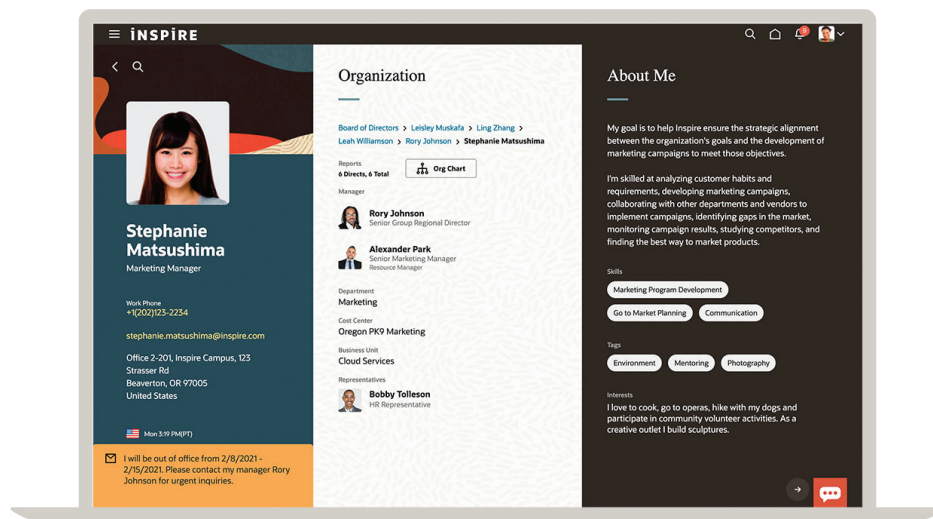 iNSPiRE
9
Stephanie
Matsushima
Marketing Manager
Work Phone
+1(202)123-2234
stephanie.matsushima@inspire.com
Office 2-201, Inspire Campus, 123
Strasser Rd
Beaverton, OR 97005
United States
Mon 3:19 PM(PT)
I will be out of office from 2/8/2021 -
2/15/2021. Please contact my manager Rory
Johnson for urgent inquiries.
Organization
Board of Directors > Leisley Muskafa > Ling Zhang >
Leah Williamson > Rory Johnson > Stephanie Matsushima
Reports
6 Directs, 6 Total
Org Chart
Manager
Rory Johnson
Senior Group Regional Director
Alexander Park
Senior Marketing Manager
Resource Manager
Department
Marketing
Cost Center
Oregon PK9 Marketing
Business Unit
Cloud Services
Representatives
Bobby Tolleson
HR Representative
About Me
My goal is to help Inspire ensure the strategic alignment
between the organization's goals and the development of
marketing campaigns to meet those objectives.
I'm skilled at analyzing customer habits and
requirements, developing marketing campaigns,
collaborating with other departments and vendors to
implement campaigns, identifying gaps in the market,
monitoring campaign results, studying competitors, and
finding the best way to market products.
Skills
Marketing Program Development
Go to Market Planning
Communication
Tags
Environment
Mentoring
Photography
Interests
I love to cook, go to operas, hike with my dogs and
participate in community volunteer activities. As a
creative outlet I build sculptures.